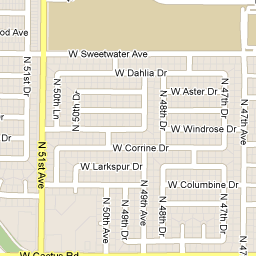 ood Ave
W Sweetwater Ave
N 51st Dr
N 50th Ln
W Dahlia Dr
N 50th Dr
W Aster Dr
N 48th Dr
N 47th Dr
N 47th Ave
W Windrose Dr
N 51st Ave
W Corrine Dr
W Larkspur Dr
W Columbine Dr
N 50th Ave
N 49th Dr
N 49th Ave
N 48th Dr
N 47th Dr
47
W Cactus Rd